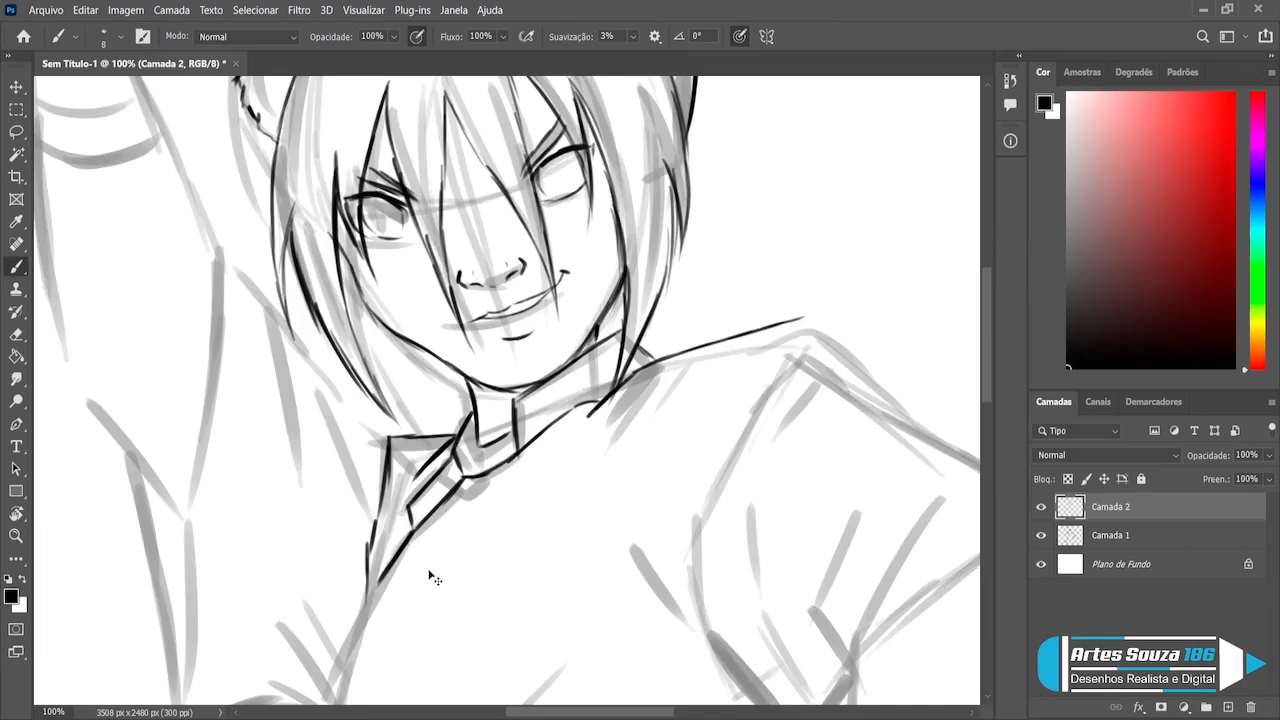 Ps Arquivo Editar Imagem Camada Texto Selecionar Filtro 3D Visualizar Plug-ins Janela Ajuda
8 Modo: Normal Opacidade: 100% Fluxo: 100% Suavização: 3% 0°
Sem Título-1 @ 100% (Camada 2, RGB/8) * ×
Cor Amostras Degradês Padrões
Camadas Canais Demarcadores
Tipo
Normal Opacidade: 100%
Bloq.: Preen.: 100%
Camada 2
Camada 1
Plano de Fundo
Artes Souza 186
Desenhos Realista e Digital
100% 3508 px x 2480 px (300 ppi)